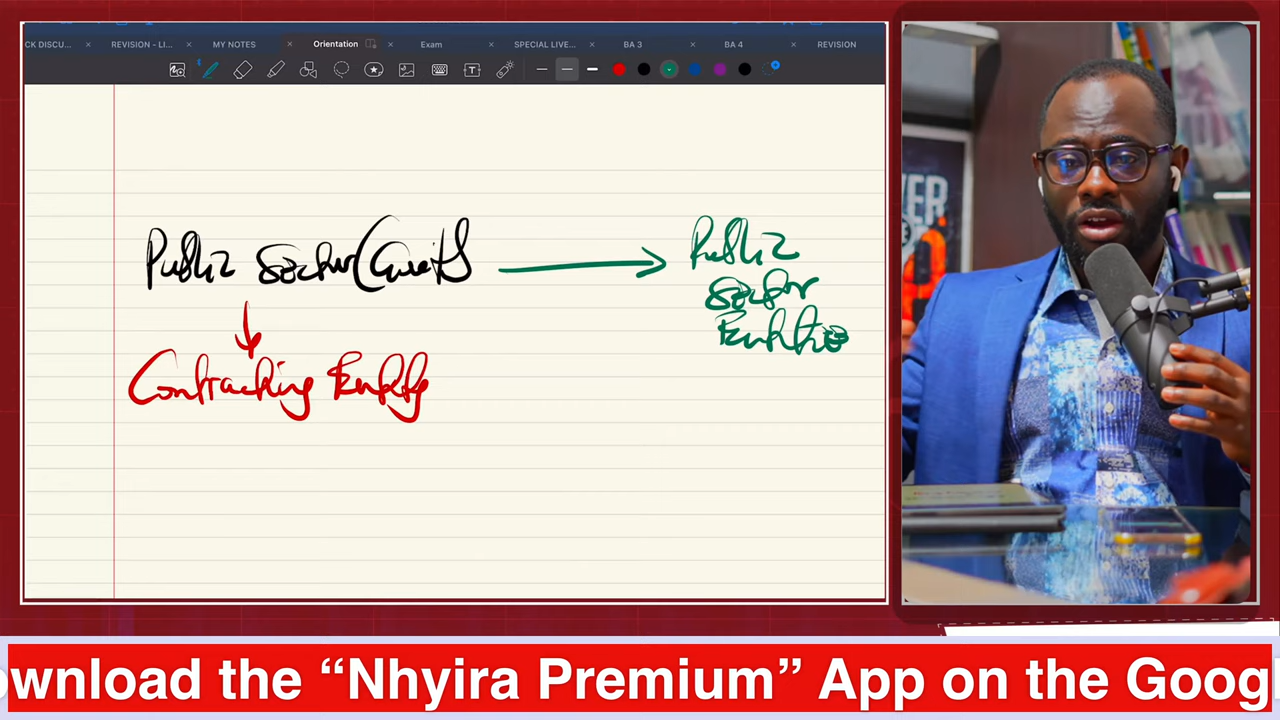 CK DISCU...
REVISION - LI...
MY NOTES
Orientation
Exam
SPECIAL LIVE...
BA 3
BA 4
REVISION
Public Sector (
Public
Sector
Entities
Contracting Entity
wnload the “Nhyira Premium” App on the Goog